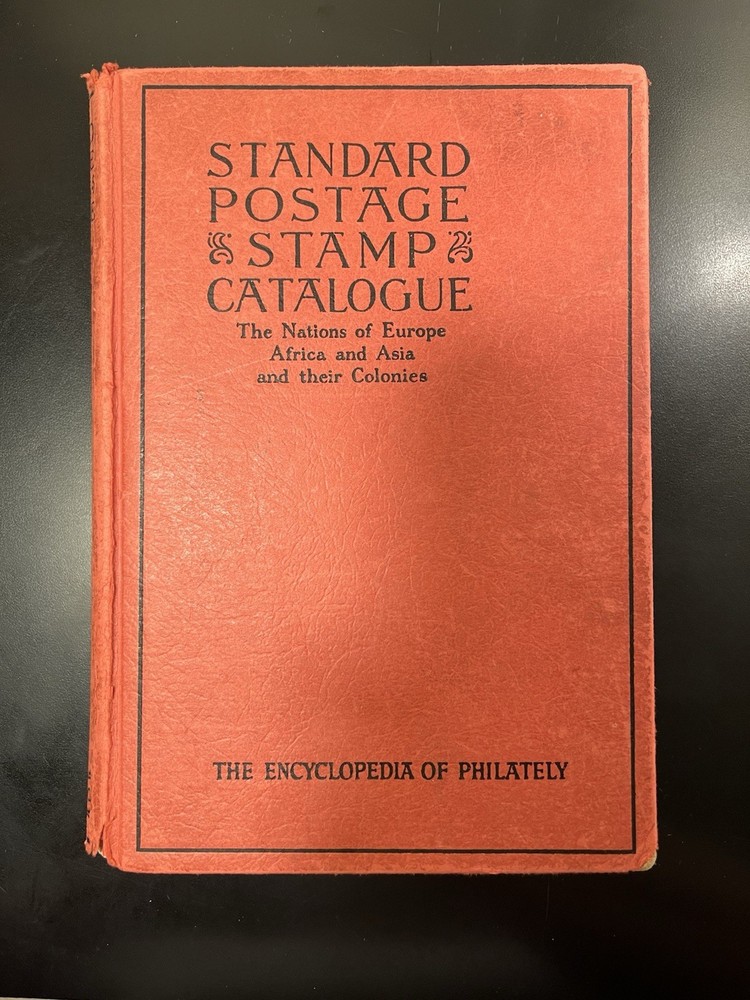 STANDARD
POSTAGE
STAMP
CATALOGUE
The Nations of Europe
Africa and Asia
and their Colonies
THE ENCYCLOPEDIA OF PHILATELY